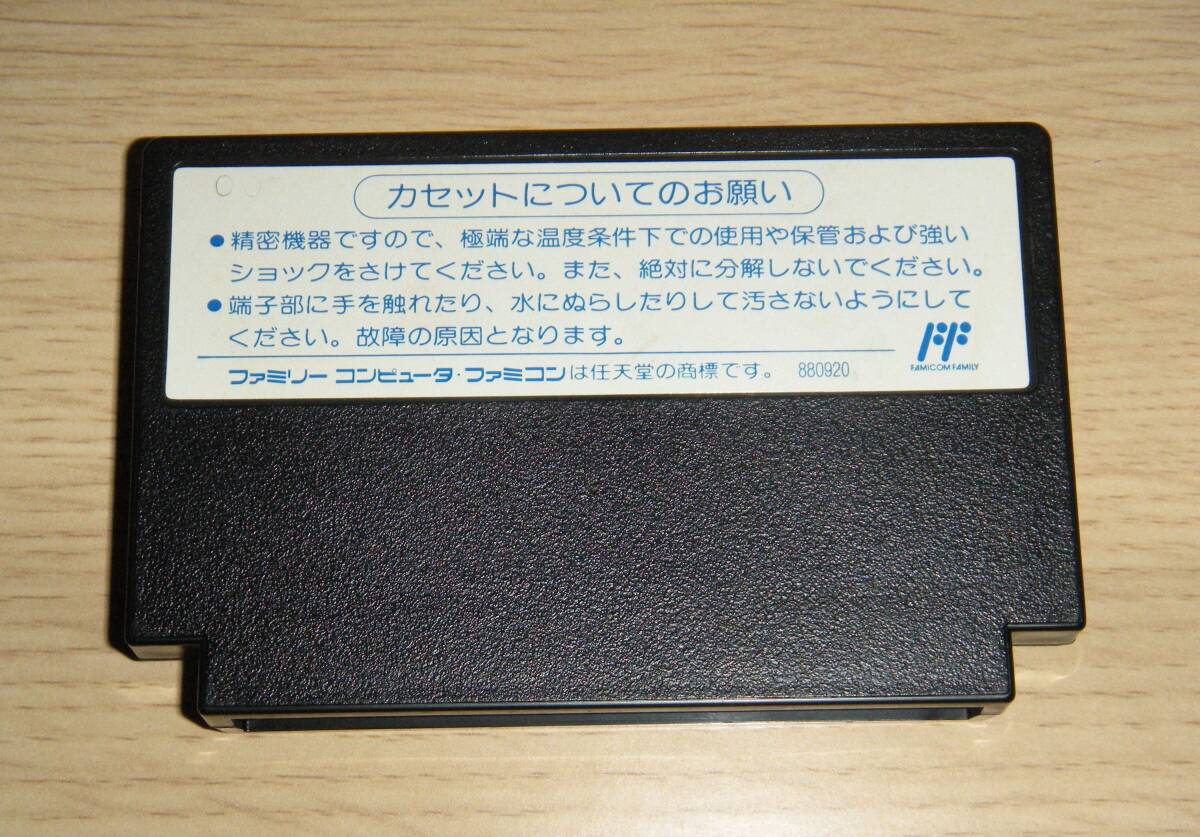 カセットについてのお願い
●精密機器ですので、極端な温度条件下での使用や保管および強い
ショックをさけてください。また、絶対に分解しないでください。
●端子部に手を触れたり、水にぬらしたりして汚さないようにして
ください。故障の原因となります。
FAMICOM FAMILY
ファミリー コンピュータ・ファミコンは任天堂の商標です。 880920